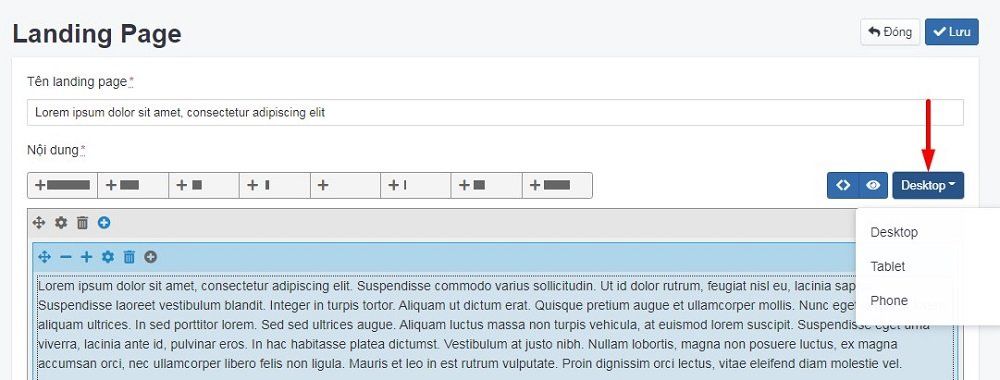 Landing Page
Đóng
Lưu
Tên landing page*
Lorem ipsum dolor sit amet, consectetur adipiscing elit
Nội dung*
Desktop
Desktop
Tablet
Phone
Lorem ipsum dolor sit amet, consectetur adipiscing elit. Suspendisse commodo varius sollicitudin. Ut id dolor rutrum, feugiat nisl eu, lacinia
Suspendisse laoreet vestibulum blandit. Integer in turpis tortor. Aliquam ut dictum erat. Quisque pretium augue et ullamcorper mollis. Nunc
aliquam ultrices. In sed porttitor lorem. Sed sed ultrices augue. Aliquam luctus massa non turpis vehicula, at euismod lorem suscipit.
viverra, lacinia ante id, pulvinar eros. In hac habitasse platea dictumst. Vestibulum at justo nibh. Nullam lobortis, magna non posuere luctus, ex magna
accumsan orci, nec ullamcorper libero felis non ligula. Mauris et leo in est rutrum vulputate. Proin dignissim orci lectus, vitae eleifend diam molestie vel.